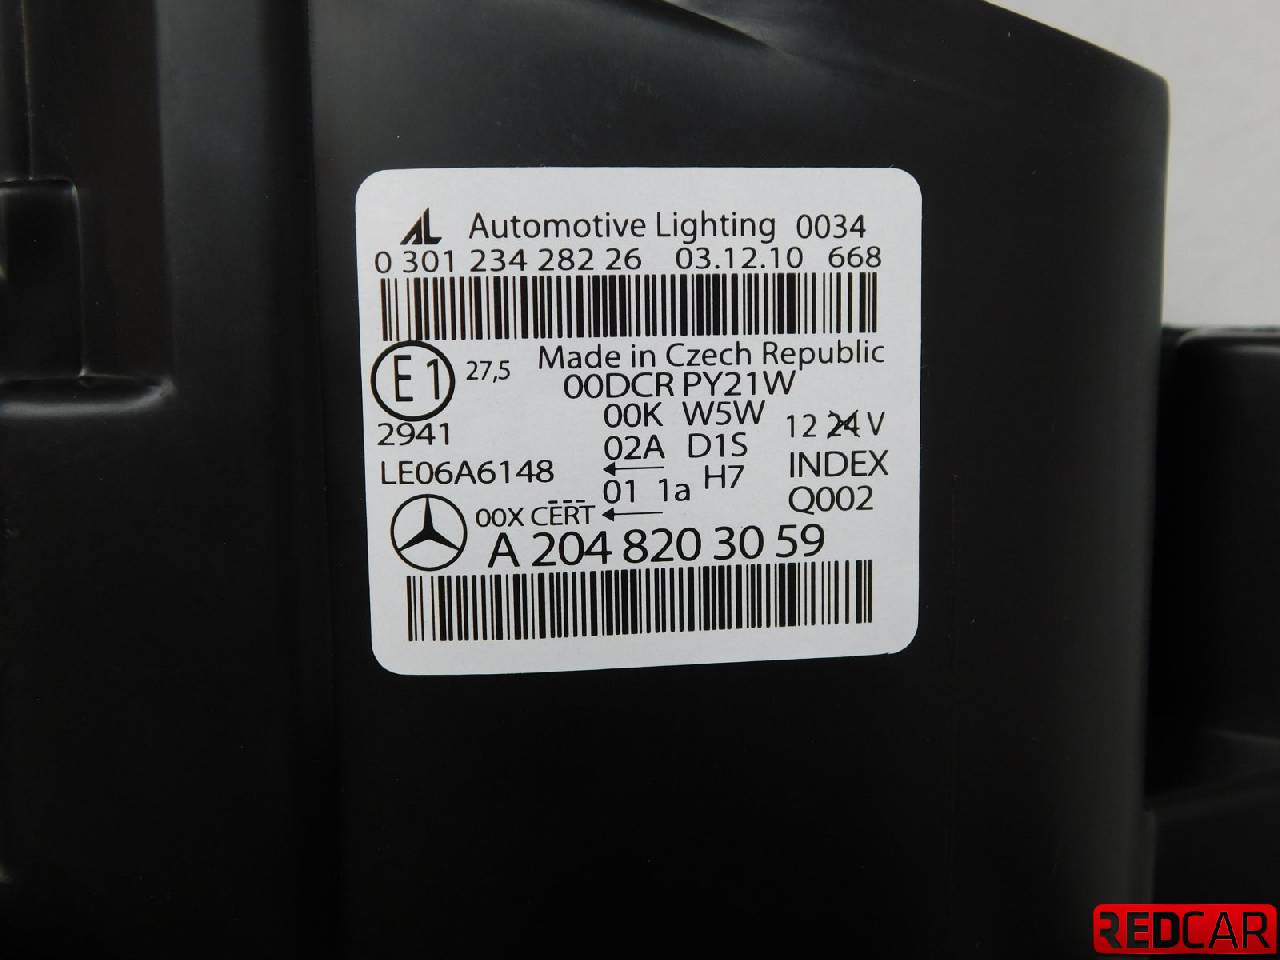 AL Automotive Lighting 0034
0 301 234 282 26 03.12.10 668
E1 27,5 Made in Czech Republic
00DCR PY21W
00K W5W
2941 12 24 V
02A D1S
LE06A6148 INDEX
01 1a H7
00X CERT Q002
A 204 820 30 59
REDCAR